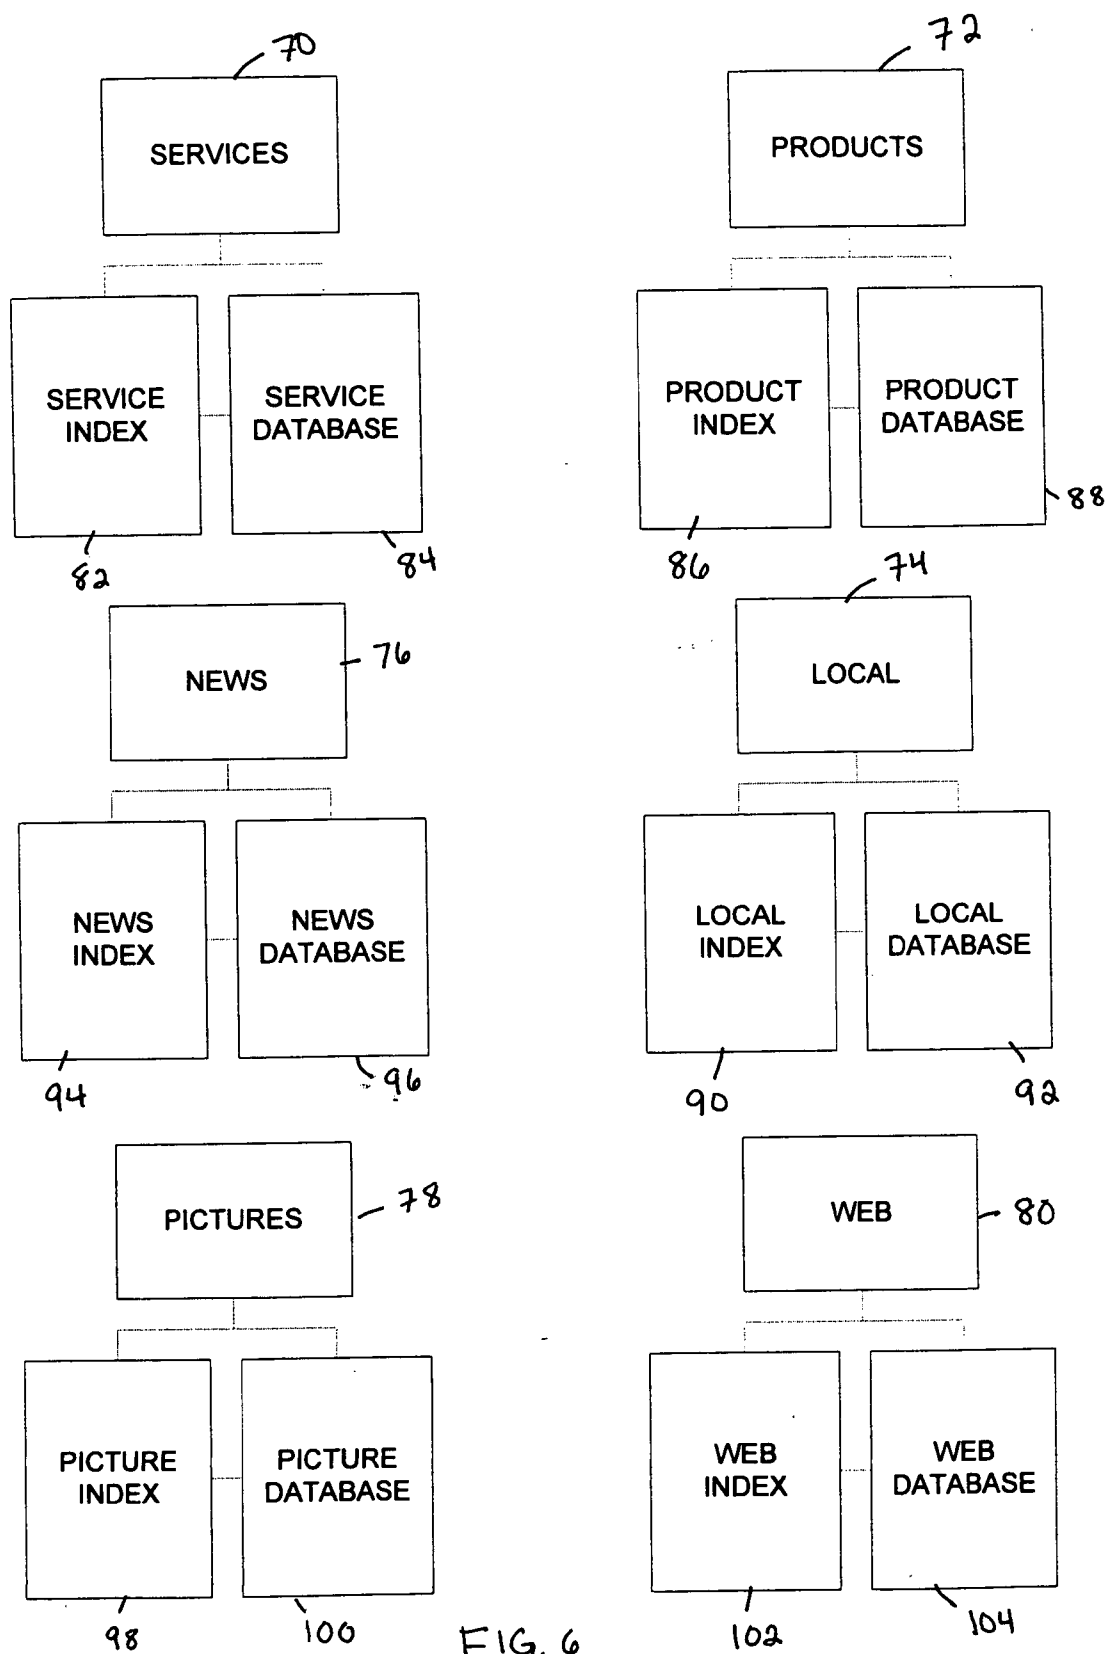 70
72
SERVICES
PRODUCTS
SERVICE
INDEX
SERVICE
DATABASE
PRODUCT
INDEX
PRODUCT
DATABASE
88
82
84
86
74
NEWS
76
LOCAL
NEWS
INDEX
NEWS
DATABASE
LOCAL
INDEX
LOCAL
DATABASE
94
96
90
92
PICTURES
78
WEB
80
PICTURE
INDEX
PICTURE
DATABASE
WEB
INDEX
WEB
DATABASE
98
100
FIG. 6
102
104